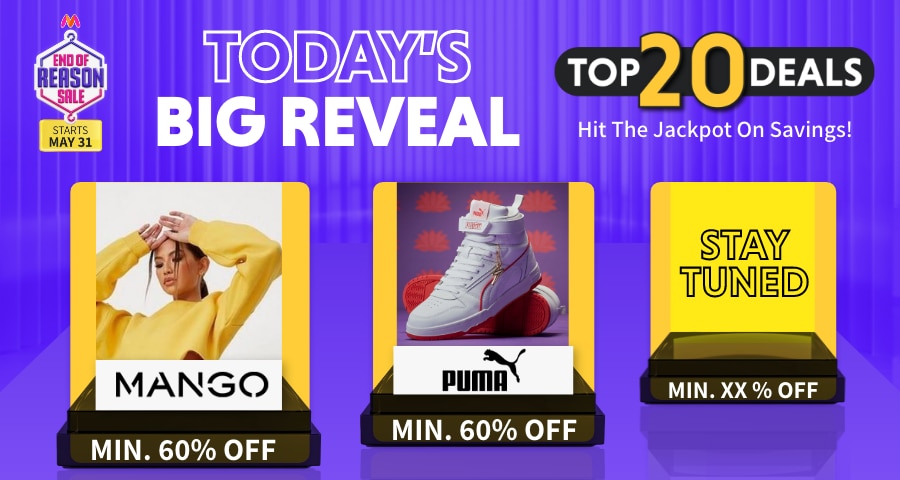 END OF
REASON
SALE
STARTS
MAY 31
TODAY'S
BIG REVEAL
TOP 20 DEALS
Hit The Jackpot On Savings!
MANGO
MIN. 60% OFF
PUMA
MIN. 60% OFF
STAY
TUNED
MIN. XX % OFF